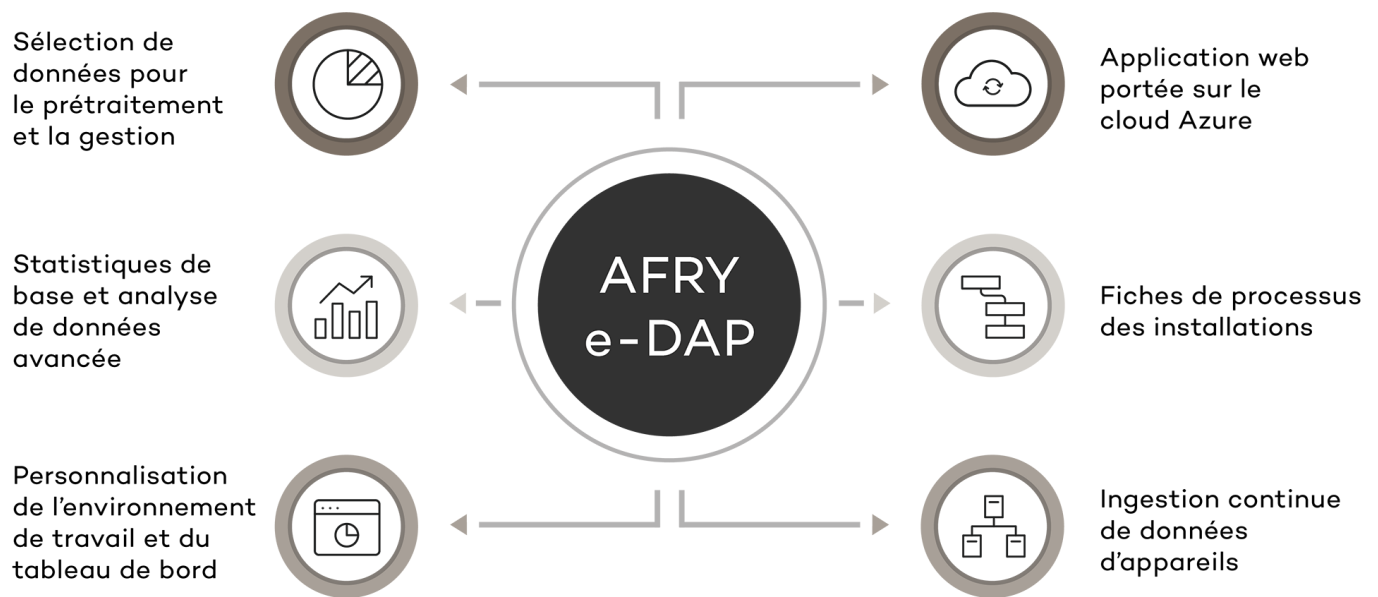 Sélection de
données pour
le prétraitement
et la gestion
Application web
portée sur le
cloud Azure
Statistiques de
base et analyse
de données
avancée
AFRY
e-DAP
Fiches de processus
des installations
Personnalisation
de l’environnement
de travail et du
tableau de bord
Ingestion continue
de données
d’appareils